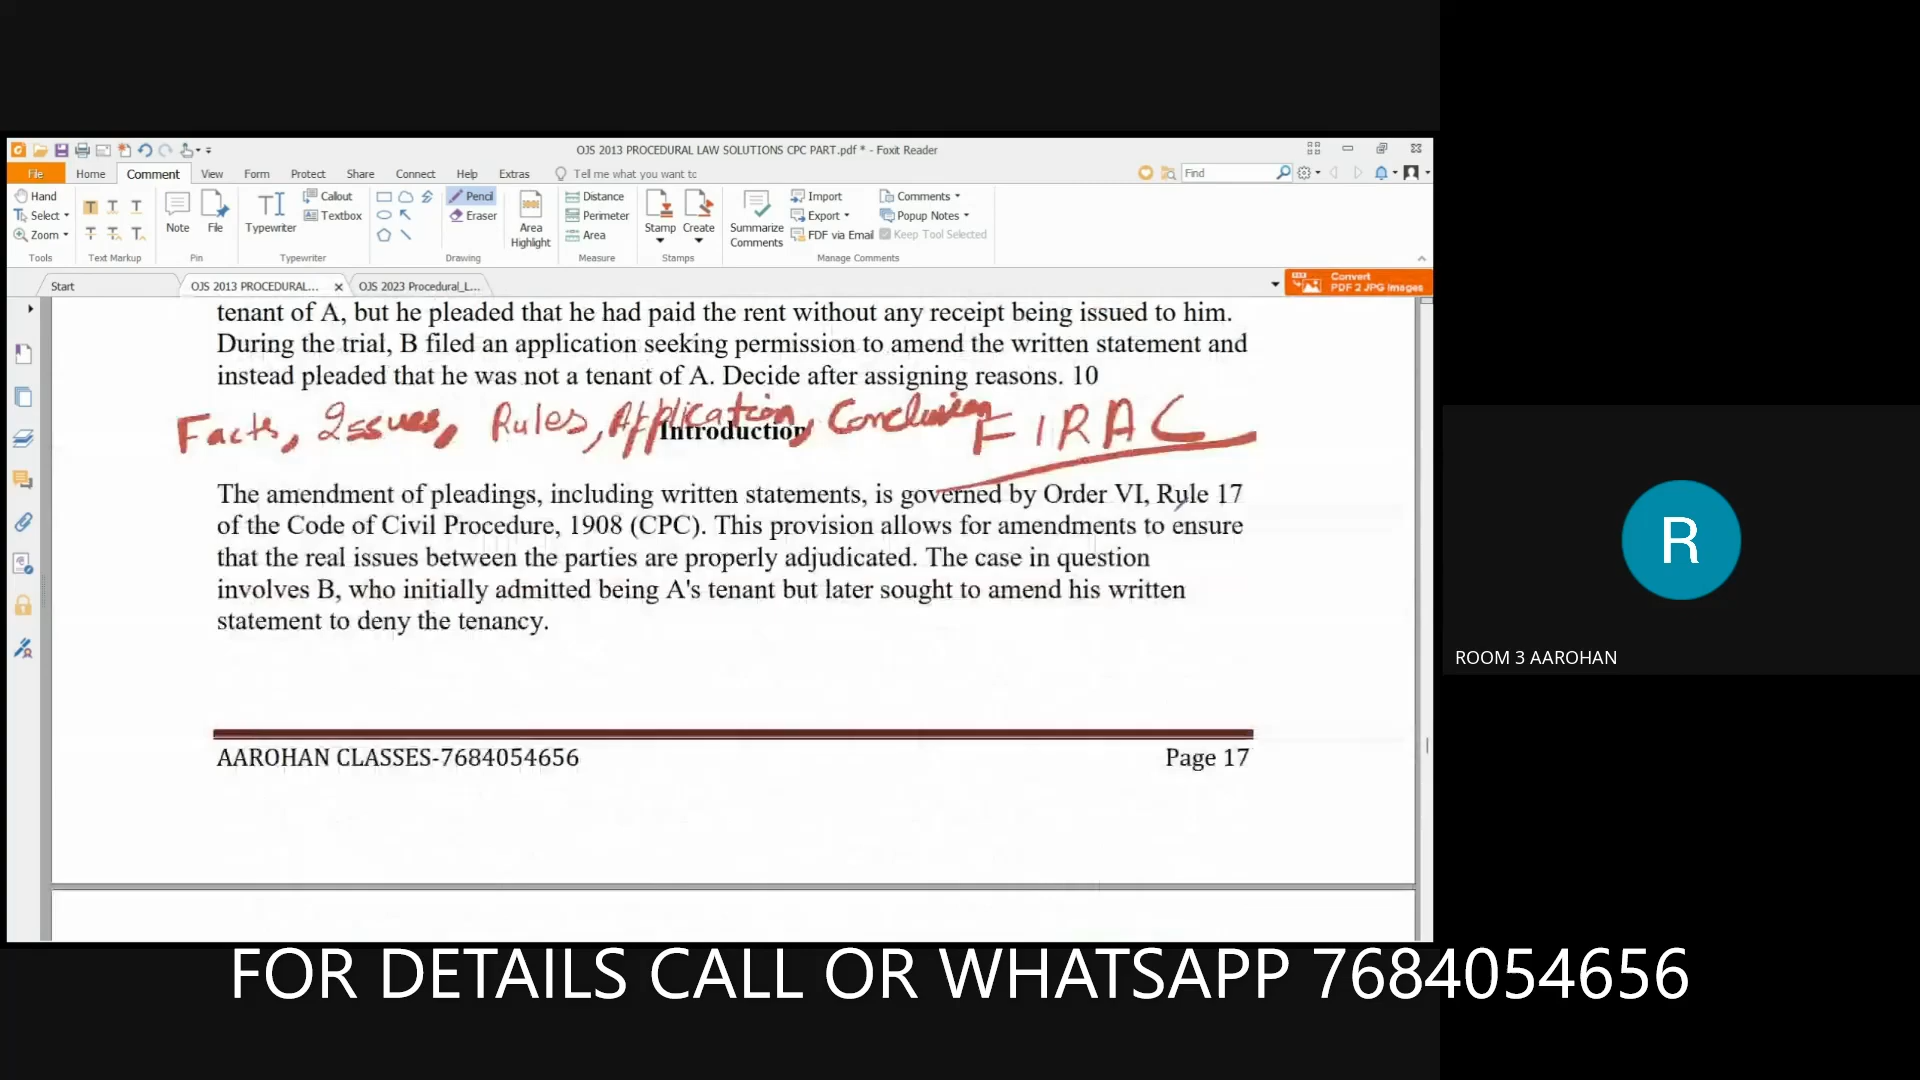 OJS 2013 PROCEDURAL LAW SOLUTIONS CPC PART.pdf * - Foxit Reader
File Home Comment View Form Protect Share Connect Help Extras Tell me what you want tc Find
Hand Callout Pencil Distance Import Comments
Select Textbox Eraser Perimeter Export Popup Notes
Zoom Note File Typewriter Area Highlight Area Stamp Create Summarize Comments FDF via Email Keep Tool Selected
Tools Text Markup Pin Typewriter Drawing Measure Stamps Manage Comments
Start OJS 2013 PROCEDURAL... OJS 2023 Procedural_L... Convert
PDF 2 JPG Images
tenant of A, but he pleaded that he had paid the rent without any receipt being issued to him.
During the trial, B filed an application seeking permission to amend the written statement and
instead pleaded that he was not a tenant of A. Decide after assigning reasons. 10
Facts, Issues, Rules, Application, Conclusion FIRAC
Introduction
The amendment of pleadings, including written statements, is governed by Order VI, Rule 17
of the Code of Civil Procedure, 1908 (CPC). This provision allows for amendments to ensure
that the real issues between the parties are properly adjudicated. The case in question
involves B, who initially admitted being A's tenant but later sought to amend his written
statement to deny the tenancy.
AAROHAN CLASSES-7684054656 Page 17
R
ROOM 3 AAROHAN
FOR DETAILS CALL OR WHATSAPP 7684054656